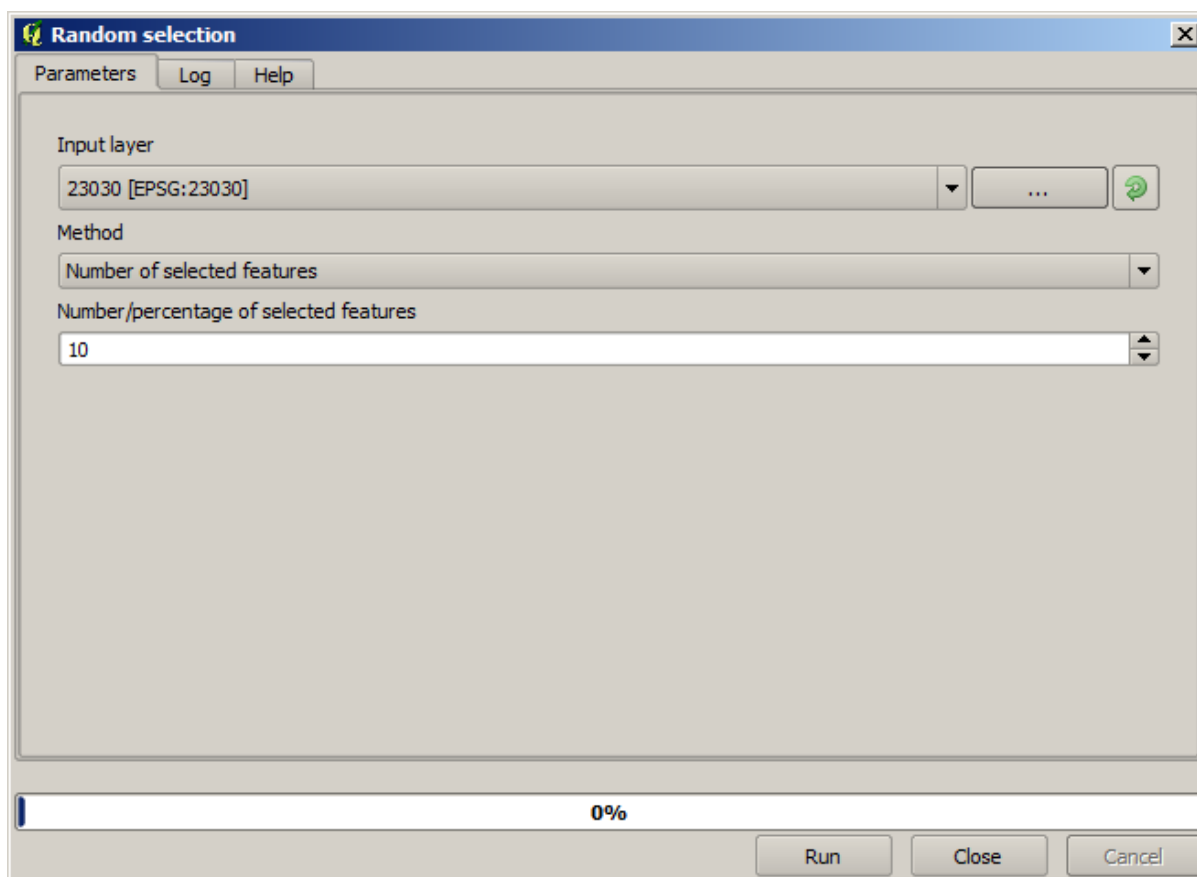 Random selection
Parameters Log Help
Input layer
23030 [EPSG:23030]
...
Method
Number of selected features
Number/percentage of selected features
10
0%
Run Close Cancel